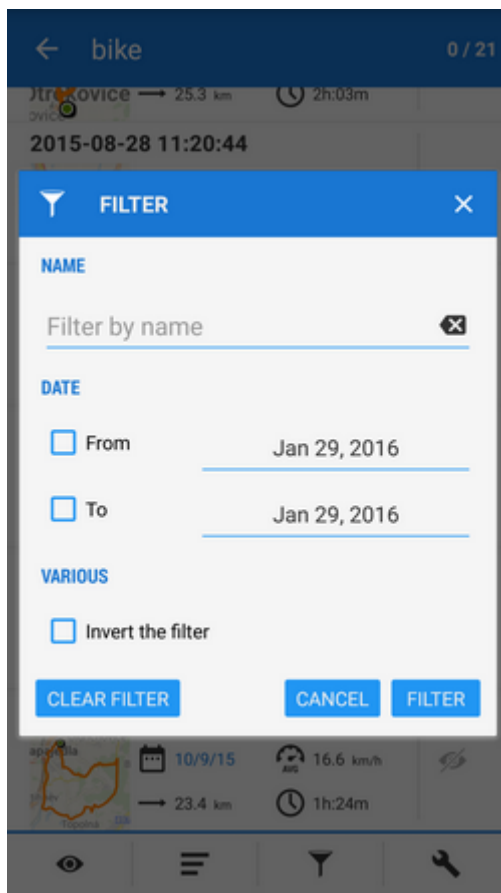 bike
0 / 21
25.3 km
2h:03m
2015-08-28 11:20:44
FILTER
NAME
Filter by name
DATE
From
Jan 29, 2016
To
Jan 29, 2016
VARIOUS
Invert the filter
CLEAR FILTER
CANCEL
FILTER
10/9/15
AVG
16.6 km/h
23.4 km
1h:24m